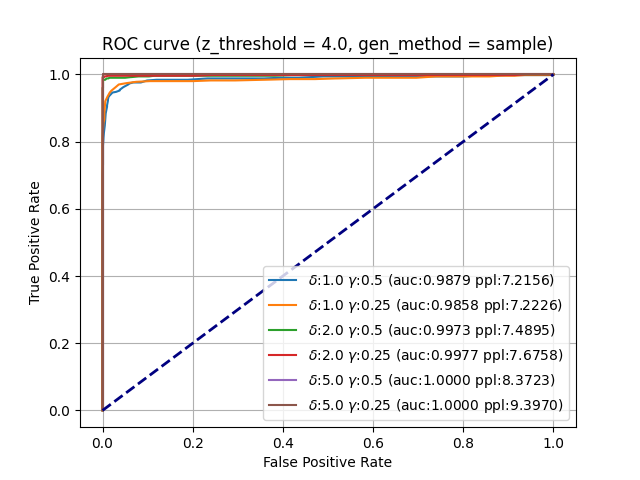 ROC curve (z_threshold = 4.0, gen_method = sample)
1.0
0.8
0.6
0.4
0.2
0.0
True Positive Rate
δ:1.0 γ:0.5 (auc:0.9879 ppl:7.2156)
δ:1.0 γ:0.25 (auc:0.9858 ppl:7.2226)
δ:2.0 γ:0.5 (auc:0.9973 ppl:7.4895)
δ:2.0 γ:0.25 (auc:0.9977 ppl:7.6758)
δ:5.0 γ:0.5 (auc:1.0000 ppl:8.3723)
δ:5.0 γ:0.25 (auc:1.0000 ppl:9.3970)
0.0 0.2 0.4 0.6 0.8 1.0
False Positive Rate